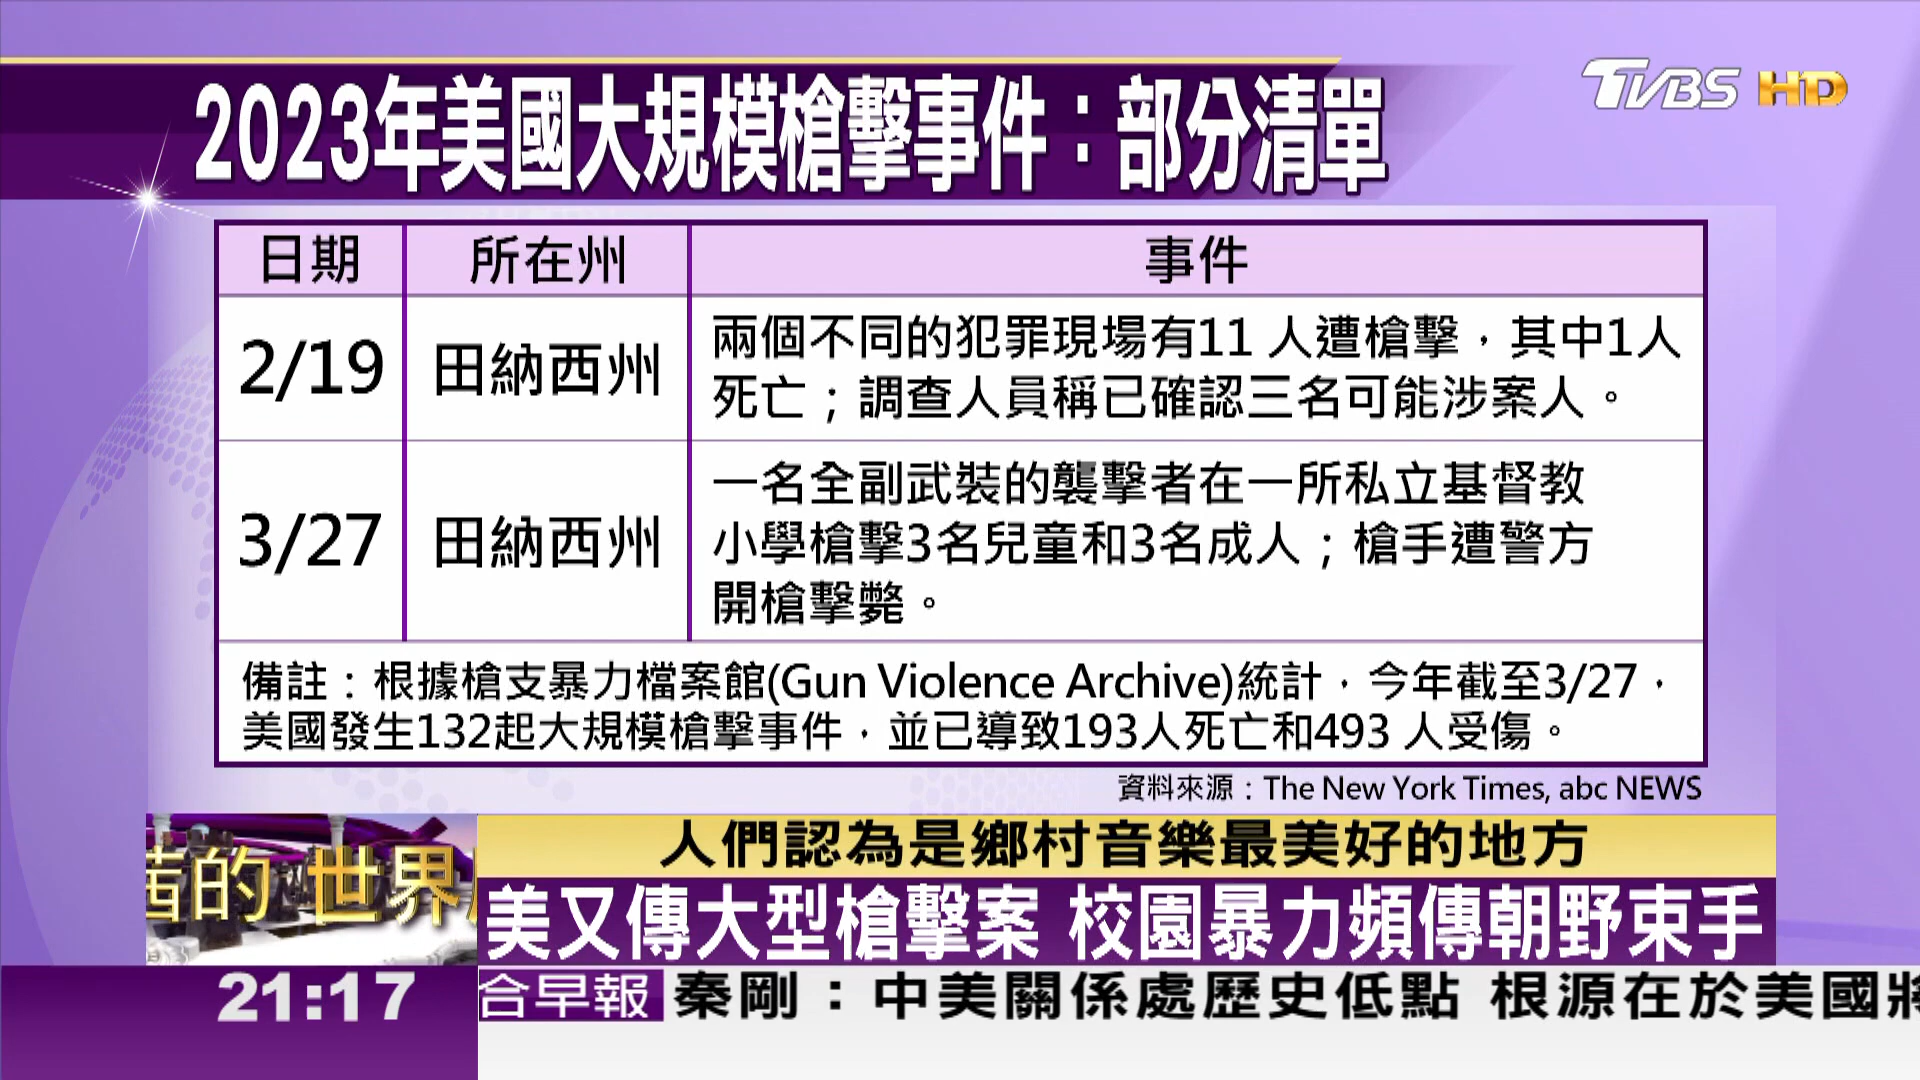 2023年美國大規模槍擊事件：部分清單
TVBS HD
日期 所在州 事件
2/19 田納西州 兩個不同的犯罪現場有11 人遭槍擊，其中1人
死亡；調查人員稱已確認三名可能涉案人。
3/27 田納西州 一名全副武裝的襲擊者在一所私立基督教
小學槍擊3名兒童和3名成人；槍手遭警方
開槍擊斃。
備註：根據槍支暴力檔案館(Gun Violence Archive)統計，今年截至3/27，
美國發生132起大規模槍擊事件，並已導致193人死亡和493 人受傷。
資料來源：The New York Times, abc NEWS
人們認為是鄉村音樂最美好的地方
茜的 世界
美又傳大型槍擊案 校園暴力頻傳朝野束手
21:17
合早報 秦剛：中美關係處歷史低點 根源在於美國將